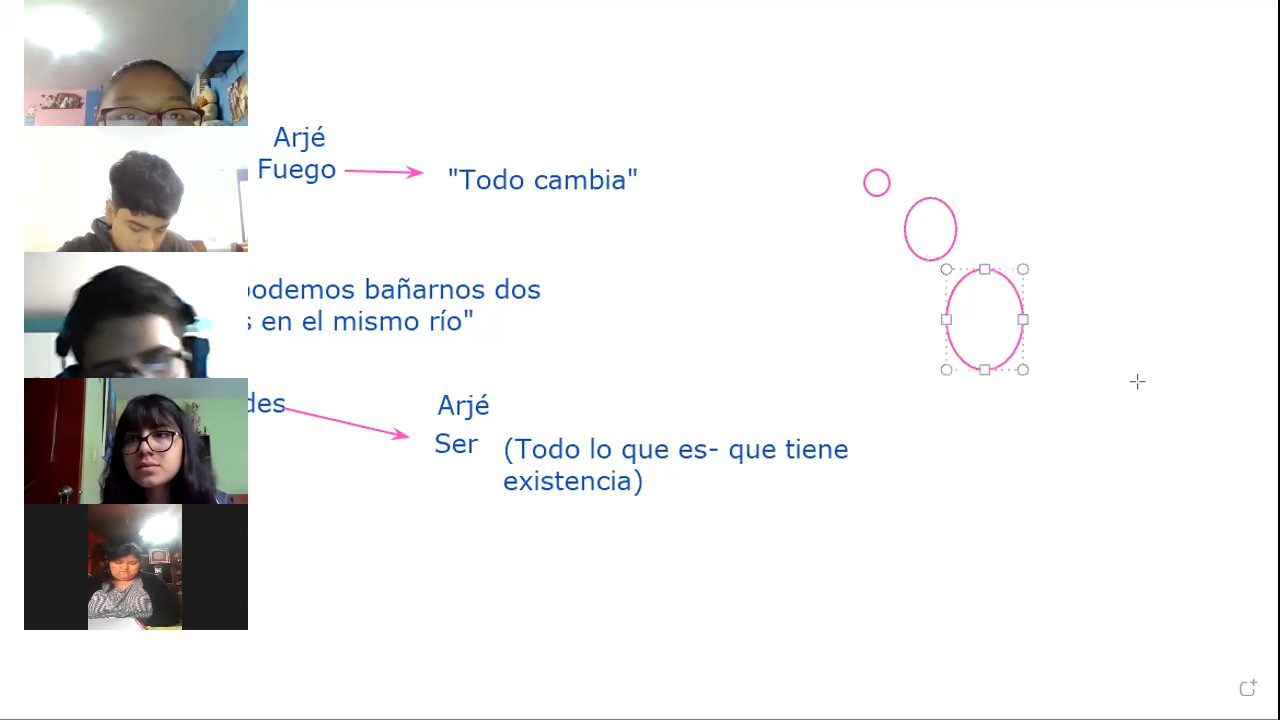 Arjé
Fuego
"Todo cambia"
podemos bañarnos dos
s en el mismo río"
des
Arjé
Ser
(Todo lo que es- que tiene
existencia)